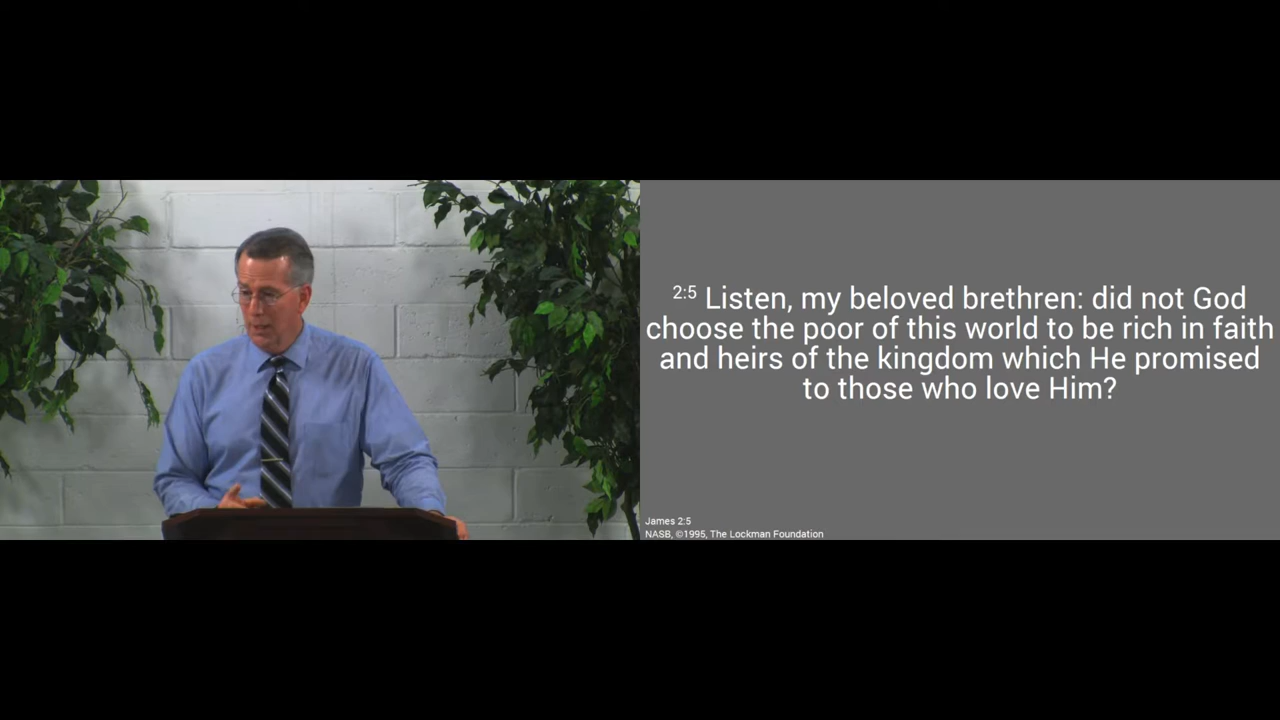 2:5 Listen, my beloved brethren: did not God
choose the poor of this world to be rich in faith
and heirs of the kingdom which He promised
to those who love Him?
James 2:5
NASB, ©1995, The Lockman Foundation